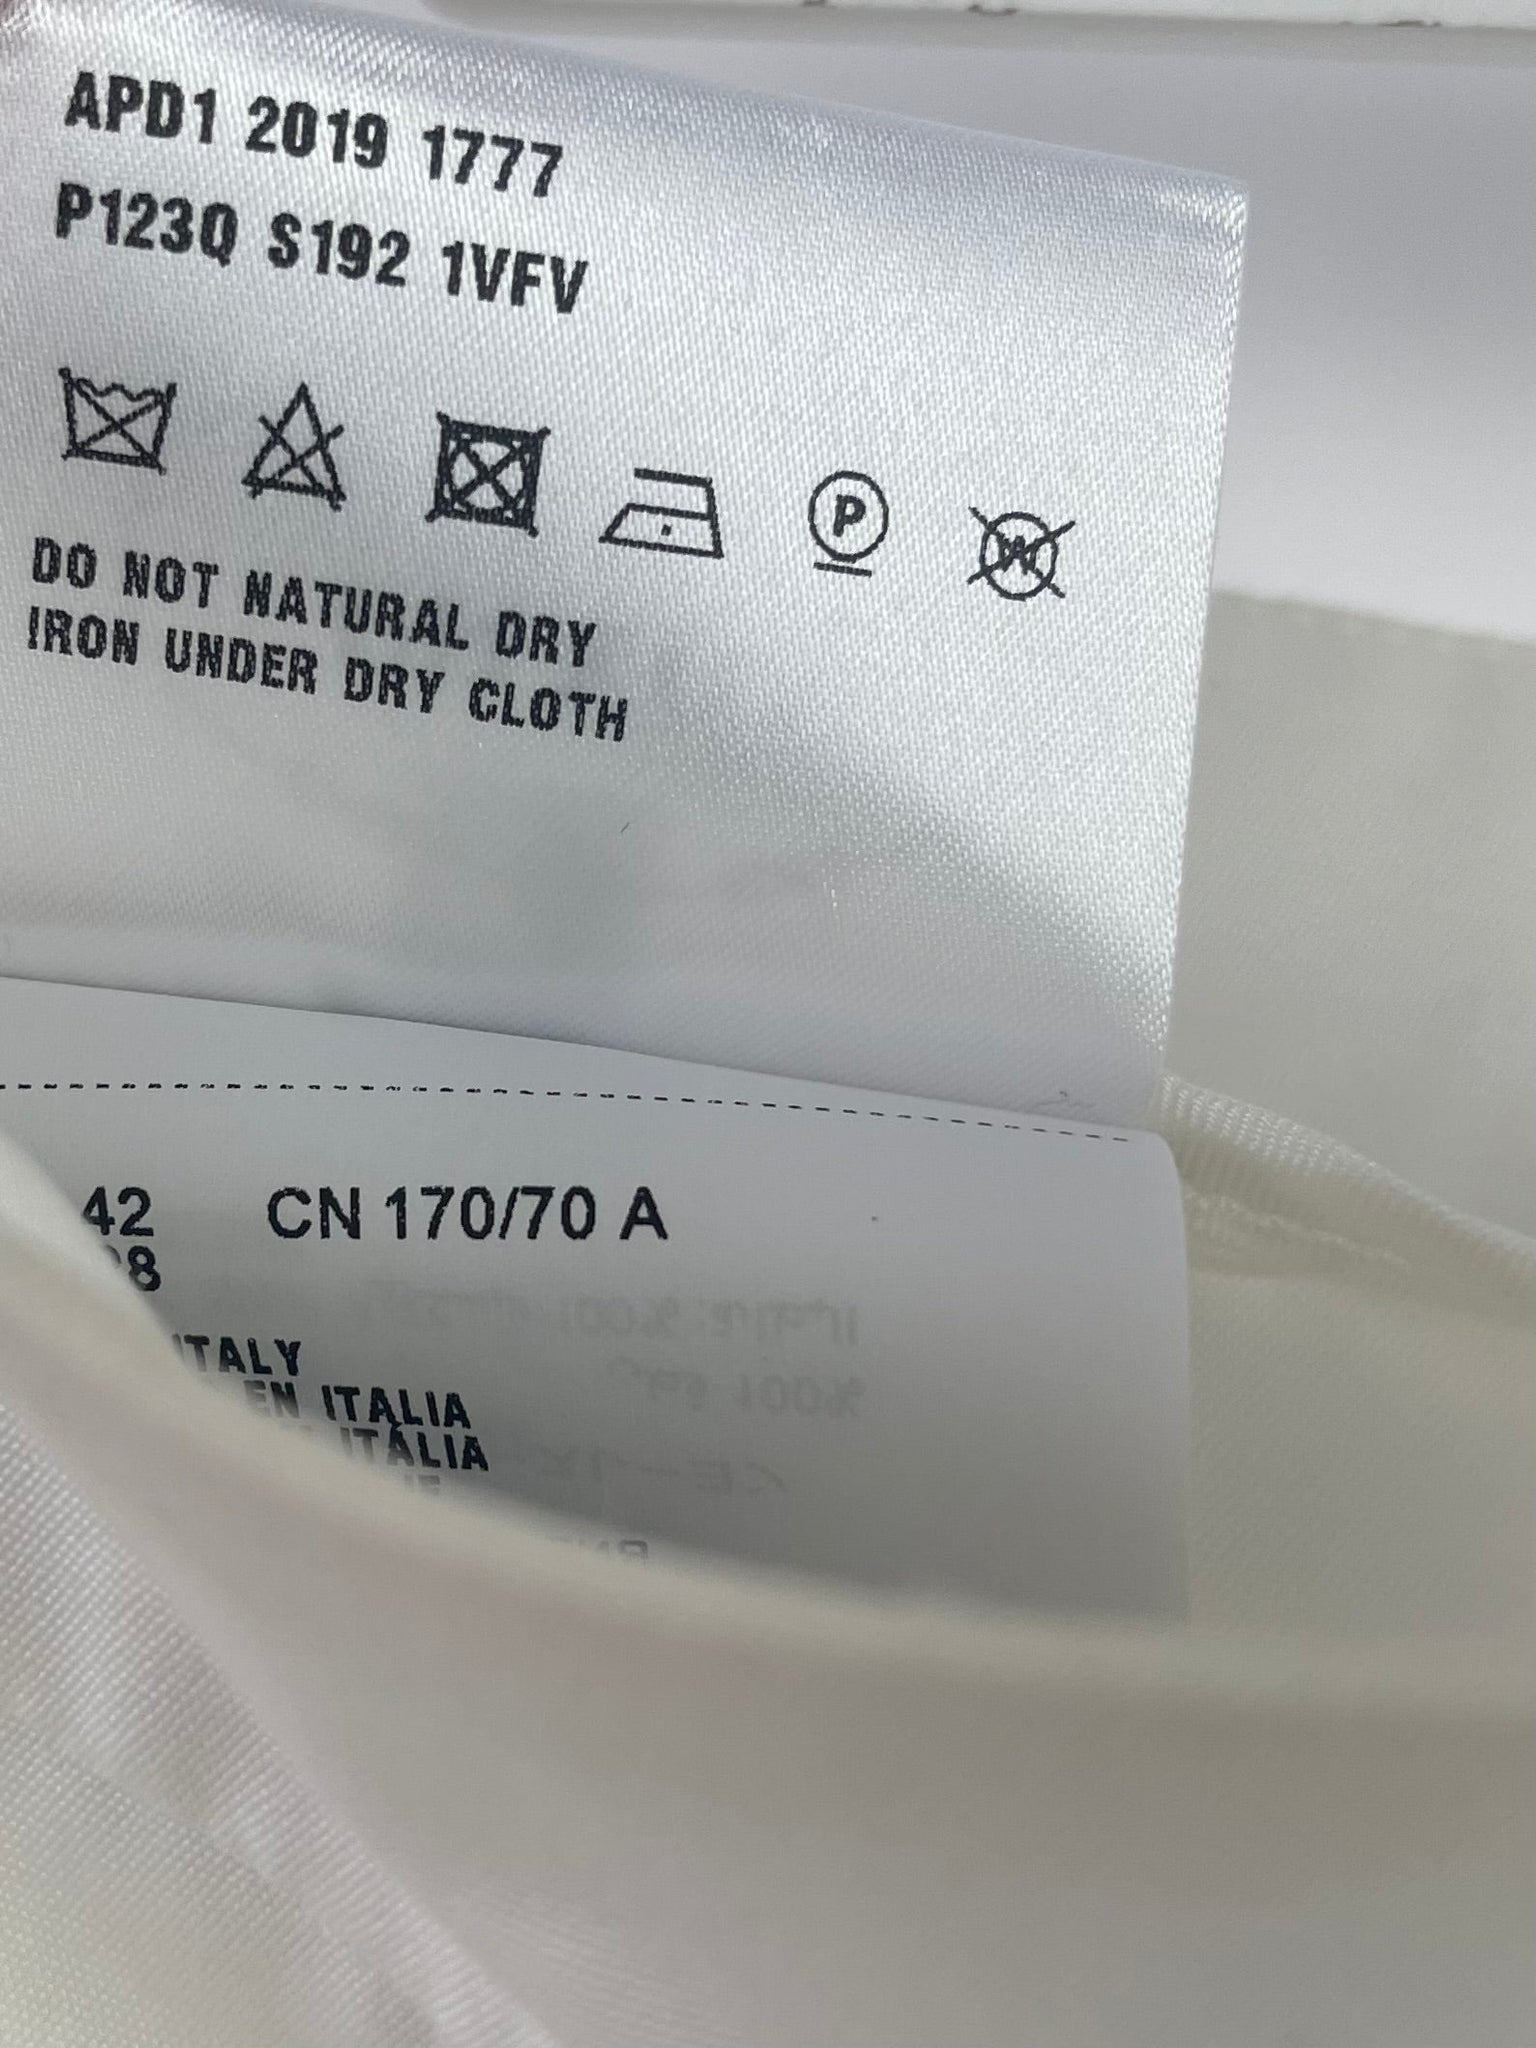 APD1 2019 1777
P123Q S192 1VFV
P W
DO NOT NATURAL DRY
IRON UNDER DRY CLOTH
42 CN 170/70 A
ITALY
EN ITALIA
ITÁLIA